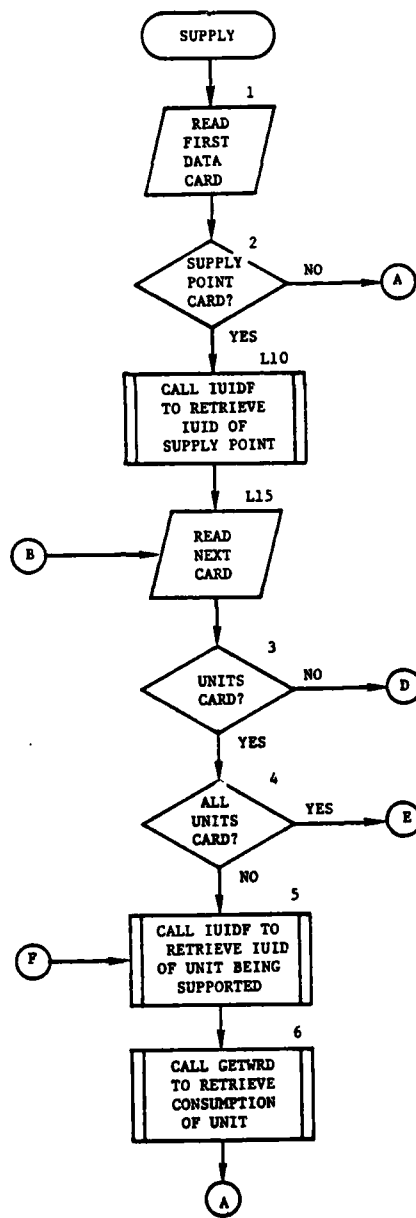 SUPPLY
1
READ
FIRST
DATA
CARD
2
SUPPLY
POINT
CARD?
NO
A
YES
L10
CALL IUIDF
TO RETRIEVE
IUID OF
SUPPLY POINT
L15
B
READ
NEXT
CARD
3
UNITS
CARD?
NO
D
YES
4
ALL
UNITS
CARD?
YES
E
NO
5
F
CALL IUIDF TO
RETRIEVE IUID
OF UNIT BEING
SUPPORTED
6
CALL GETWRD
TO RETRIEVE
CONSUMPTION
OF UNIT
A